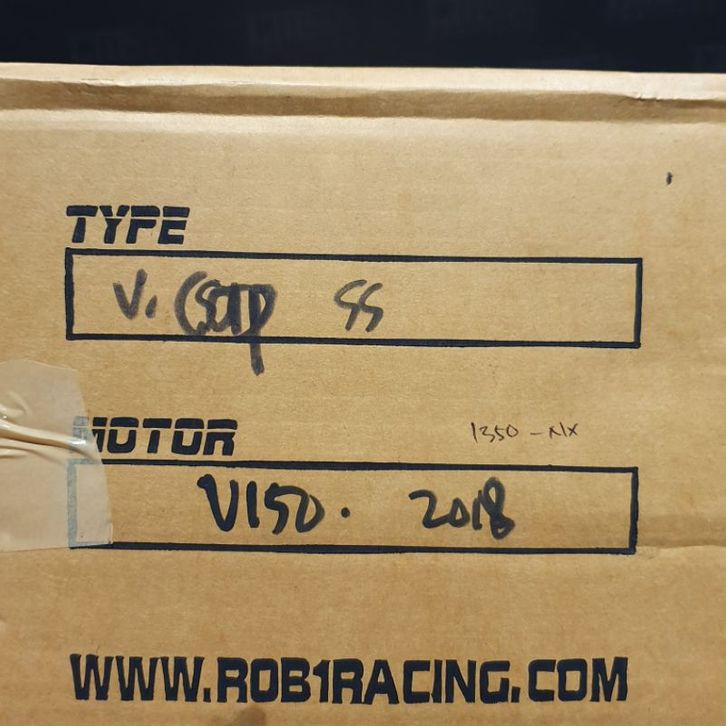 TYPE
V. SS
MOTOR
1350-NX
V150. 2018
WWW.ROB1RACING.COM